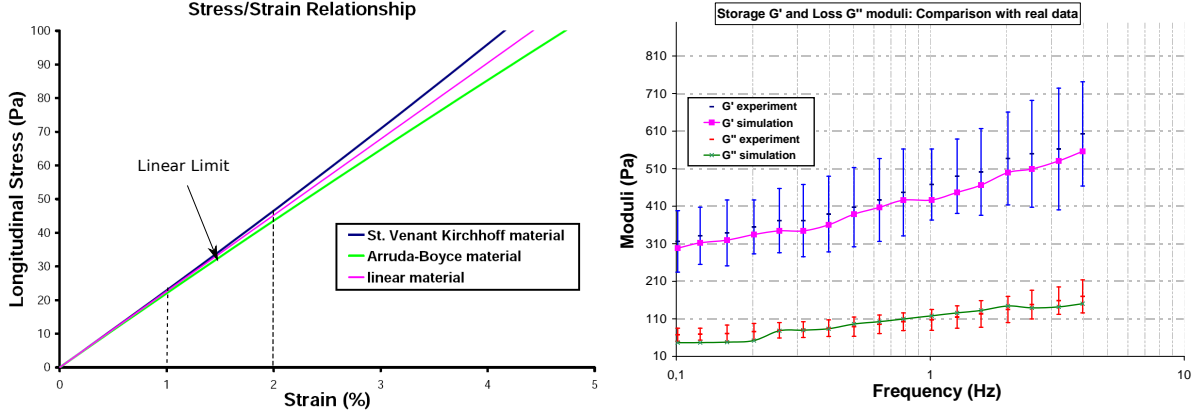 Stress/Strain Relationship
Longitudinal Stress (Pa)
100
90
80
70
60
50
40
30
20
10
0
Linear Limit
St. Venant Kirchhoff material
Arruda-Boyce material
linear material
0 1 2 3 4 5
Strain (%)
Storage G' and Loss G'' moduli: Comparison with real data
Moduli (Pa)
810
710
610
510
410
310
210
110
10
G' experiment
G' simulation
G'' experiment
G'' simulation
0,1 1 10
Frequency (Hz)